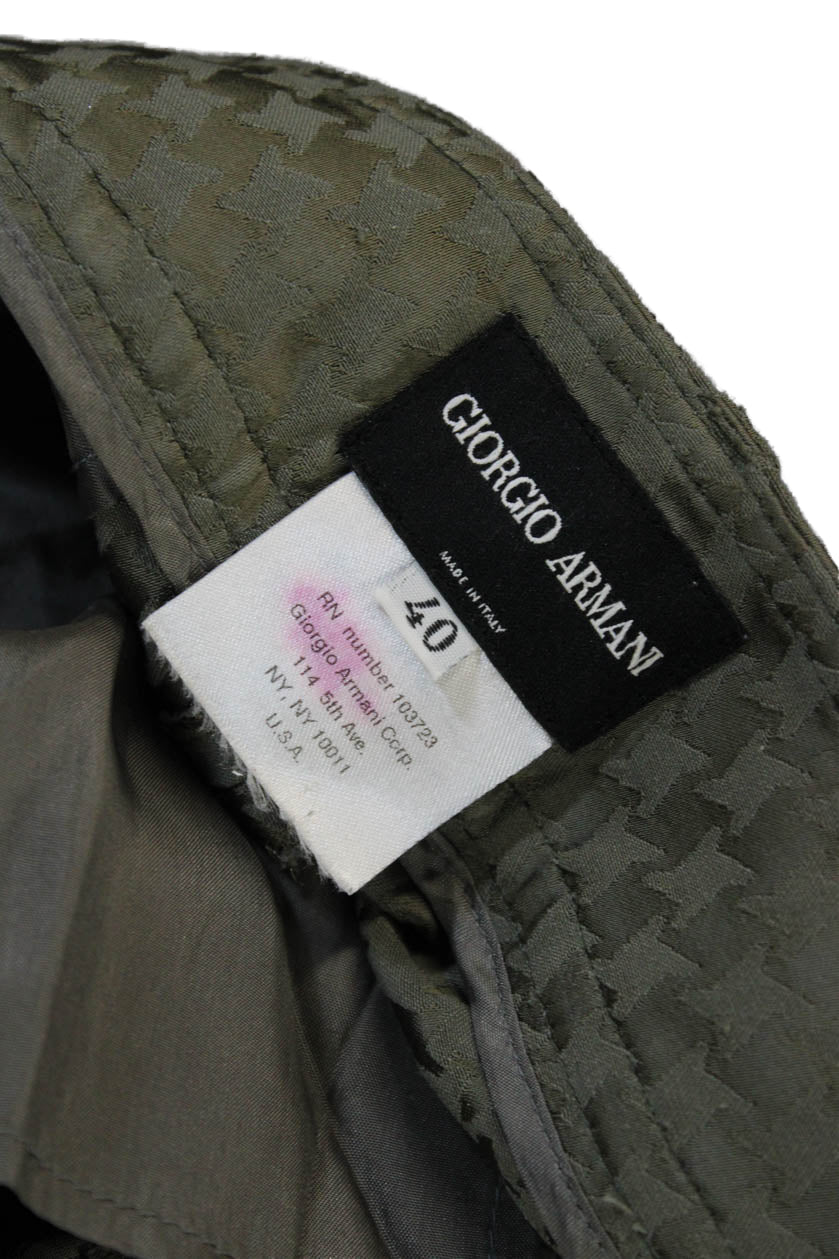 GIORGIO ARMANI
MADE IN ITALY
40
RN number 103723
Giorgio Armani Corp.
114 5th Ave.
NY, NY 10011
U.S.A.